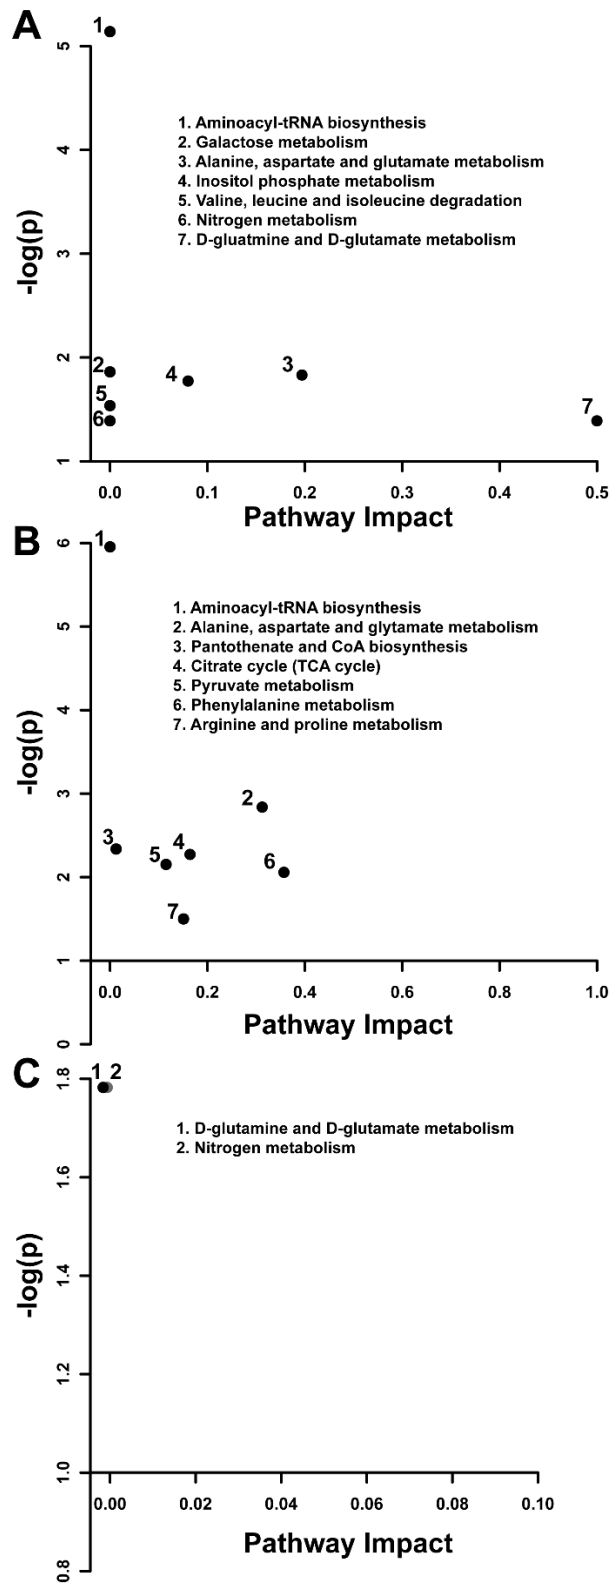 A
1
5
1. Aminoacyl-tRNA biosynthesis
2. Galactose metabolism
3. Alanine, aspartate and glutamate metabolism
4. Inositol phosphate metabolism
5. Valine, leucine and isoleucine degradation
6. Nitrogen metabolism
7. D-gluatmine and D-glutamate metabolism
4
3
-log(p)
2
2
4
3
5
6
7
1
0.0 0.1 0.2 0.3 0.4 0.5
Pathway Impact
B
6
1
1. Aminoacyl-tRNA biosynthesis
2. Alanine, aspartate and glytamate metabolism
3. Pantothenate and CoA biosynthesis
4. Citrate cycle (TCA cycle)
5. Pyruvate metabolism
6. Phenylalanine metabolism
7. Arginine and proline metabolism
5
4
-log(p)
3
2
3
5
4
6
2
7
1
0.0 0.2 0.4 0.6 0.8 1.0
Pathway Impact
0
C
1 2
1.8
1. D-glutamine and D-glutamate metabolism
2. Nitrogen metabolism
1.6
-log(p)
1.4
1.2
1.0
0.00 0.02 0.04 0.06 0.08 0.10
Pathway Impact
0.8